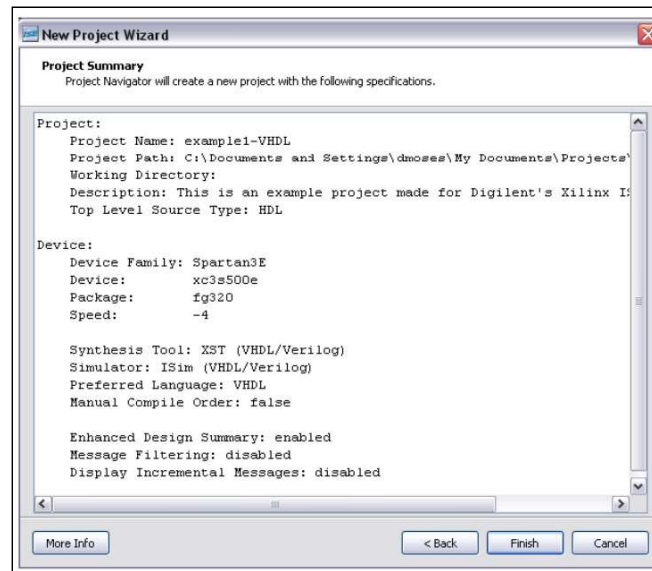 New Project Wizard
Project Summary
Project Navigator will create a new project with the following specifications.
Project:
Project Name: example1-VHDL
Project Path: C:\Documents and Settings\dmoses\My Documents\Projects\
Working Directory:
Description: This is an example project made for Digilent's Xilinx IS
Top Level Source Type: HDL
Device:
Device Family: Spartan3E
Device: xc3s500e
Package: fg320
Speed: -4
Synthesis Tool: XST (VHDL/Verilog)
Simulator: ISim (VHDL/Verilog)
Preferred Language: VHDL
Manual Compile Order: false
Enhanced Design Summary: enabled
Message Filtering: disabled
Display Incremental Messages: disabled
More Info < Back Finish Cancel